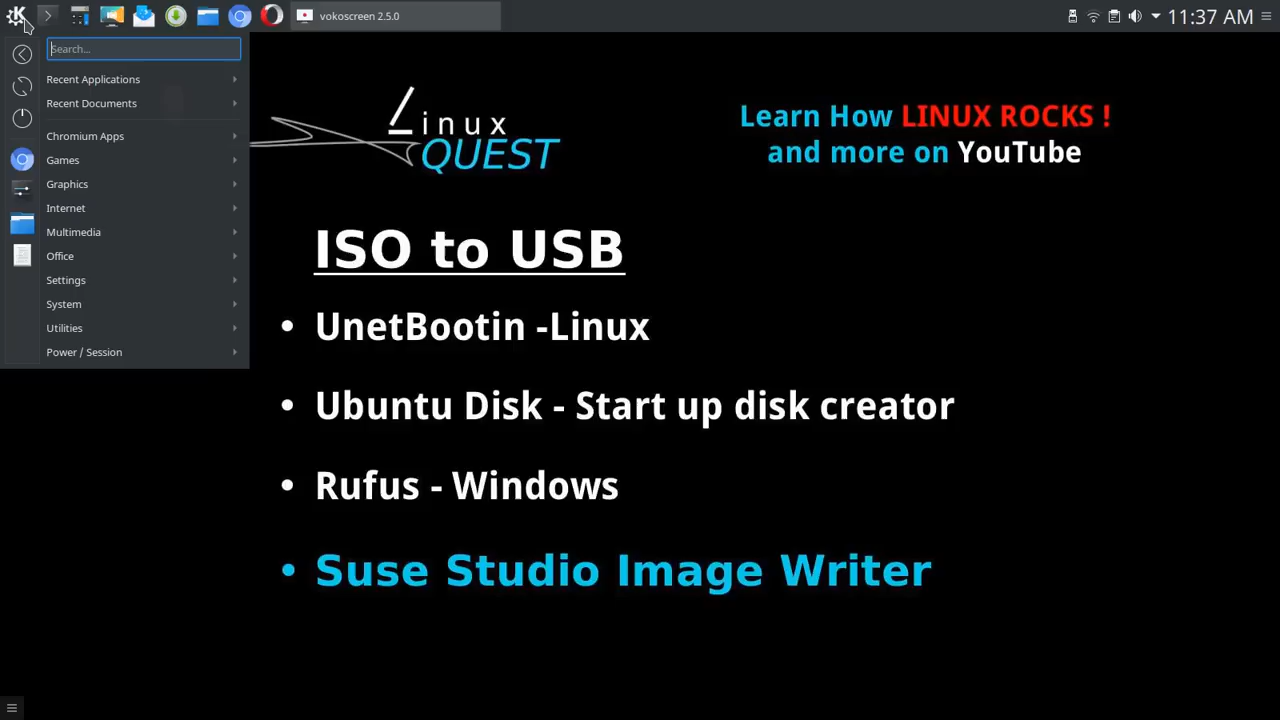 vokoscreen 2.5.0
11:37 AM
Search...
Recent Applications
Recent Documents
Chromium Apps
Games
Graphics
Internet
Multimedia
Office
Settings
System
Utilities
Power / Session
Linux
QUEST
Learn How LINUX ROCKS !
and more on YouTube
ISO to USB
• UnetBootin -Linux
• Ubuntu Disk - Start up disk creator
• Rufus - Windows
• Suse Studio Image Writer